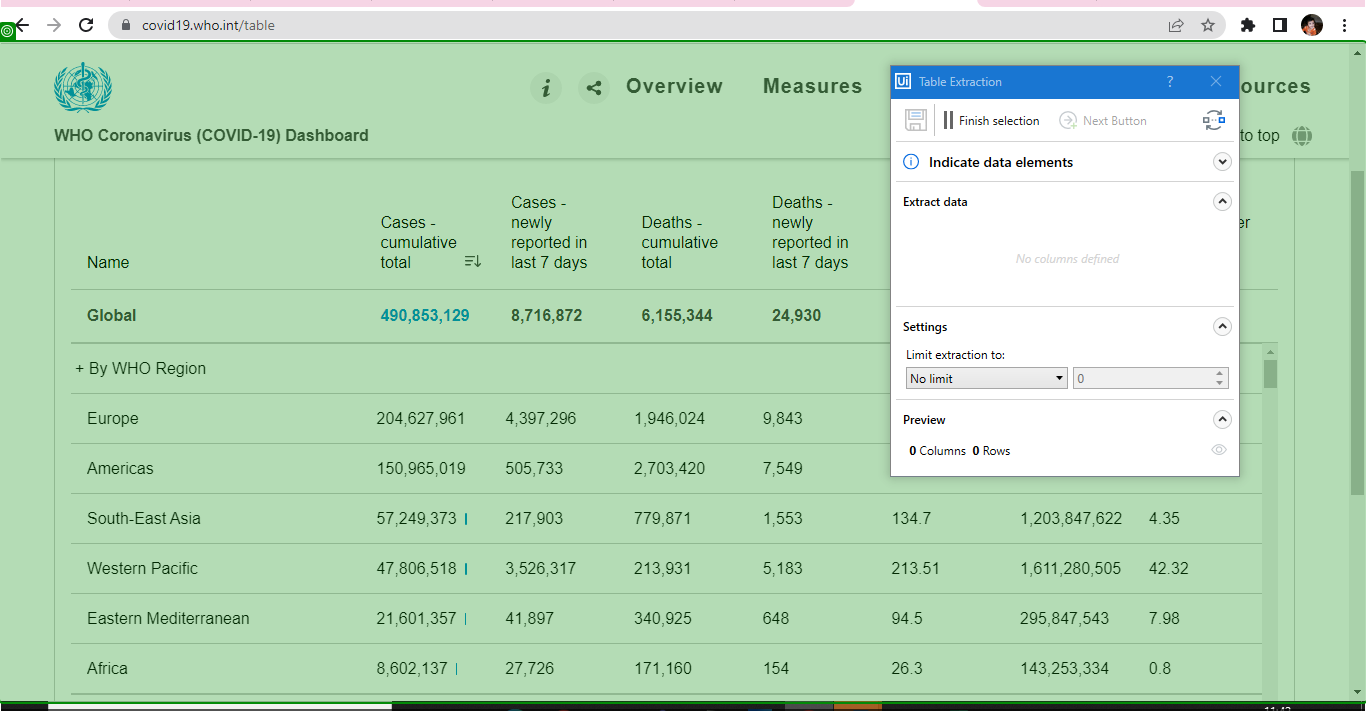 covid19.who.int/table
Overview
Measures
ources
WHO Coronavirus (COVID-19) Dashboard
to top
Ui Table Extraction ?
Finish selection
Next Button
Indicate data elements
Extract data
No columns defined
Settings
Limit extraction to:
No limit
0
Preview
0 Columns 0 Rows
Name
Cases -
cumulative
total
Cases -
newly
reported in
last 7 days
Deaths -
cumulative
total
Deaths -
newly
reported in
last 7 days
er
Global 490,853,129 8,716,872 6,155,344 24,930
+ By WHO Region
Europe 204,627,961 4,397,296 1,946,024 9,843
Americas 150,965,019 505,733 2,703,420 7,549
South-East Asia 57,249,373 217,903 779,871 1,553 134.7 1,203,847,622 4.35
Western Pacific 47,806,518 3,526,317 213,931 5,183 213.51 1,611,280,505 42.32
Eastern Mediterranean 21,601,357 41,897 340,925 648 94.5 295,847,543 7.98
Africa 8,602,137 27,726 171,160 154 26.3 143,253,334 0.8